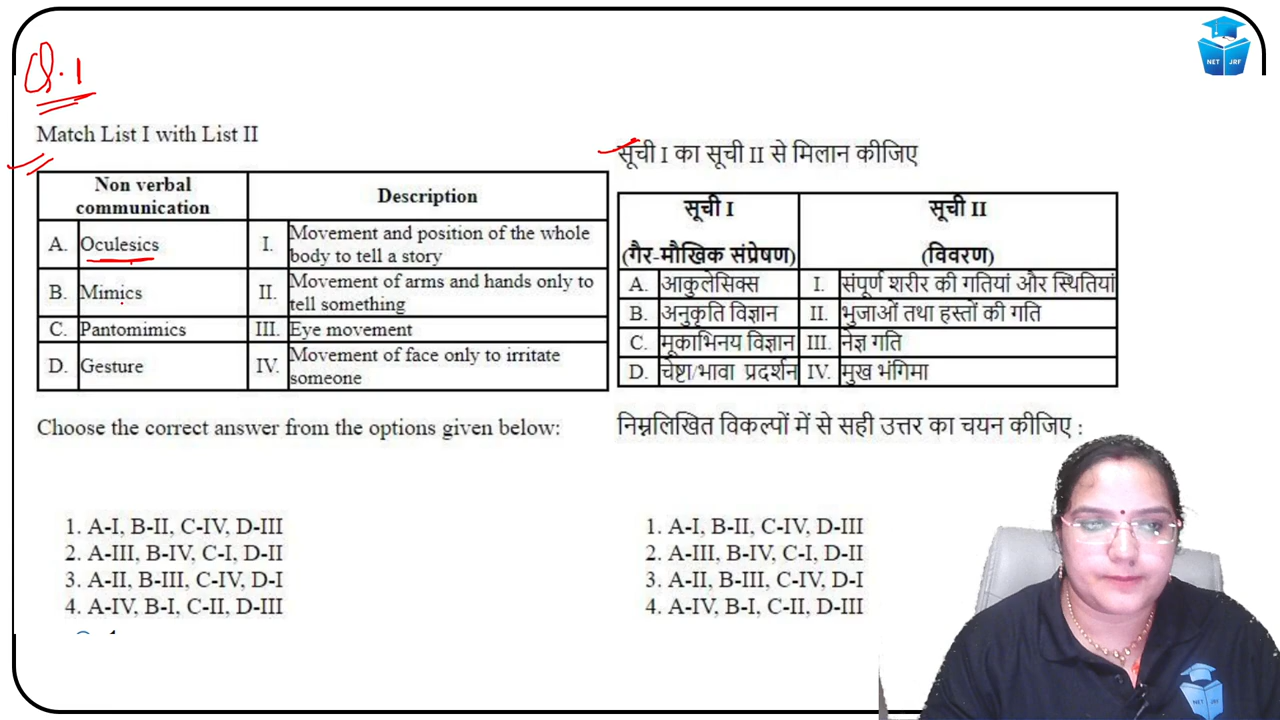 Q.1
NET JRF
Match List I with List II
Non verbal communication | Description
A. Oculesics | I. Movement and position of the whole body to tell a story
B. Mimics | II. Movement of arms and hands only to tell something
C. Pantomimics | III. Eye movement
D. Gesture | IV. Movement of face only to irritate someone
Choose the correct answer from the options given below:
1. A-I, B-II, C-IV, D-III
2. A-III, B-IV, C-I, D-II
3. A-II, B-III, C-IV, D-I
4. A-IV, B-I, C-II, D-III
सूची I का सूची II से मिलान कीजिए
सूची I (गैर-मौखिक संप्रेषण) | सूची II (विवरण)
A. आकुलेसिक्स | I. संपूर्ण शरीर की गतियां और स्थितियां
B. अनुकृति विज्ञान | II. भुजाओं तथा हस्तों की गति
C. मूकाभिनय विज्ञान | III. नेत्र गति
D. चेष्टा/भावा प्रदर्शन | IV. मुख भंगिमा
निम्नलिखित विकल्पों में से सही उत्तर का चयन कीजिए :
1. A-I, B-II, C-IV, D-III
2. A-III, B-IV, C-I, D-II
3. A-II, B-III, C-IV, D-I
4. A-IV, B-I, C-II, D-III
NET JRF